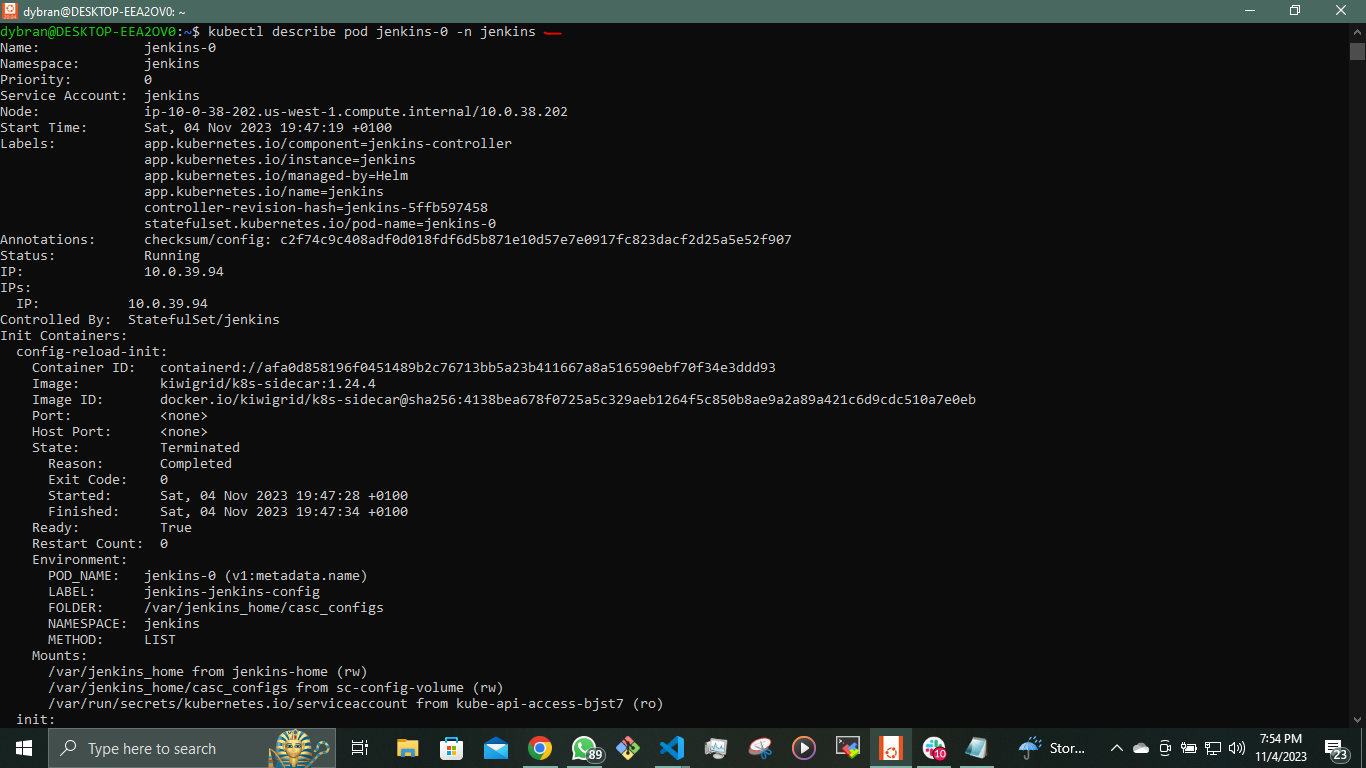 dybran@DESKTOP-EEA2OV0: ~
dybran@DESKTOP-EEA2OV0:~$ kubectl describe pod jenkins-0 -n jenkins
Name:             jenkins-0
Namespace:        jenkins
Priority:         0
Service Account:  jenkins
Node:             ip-10-0-38-202.us-west-1.compute.internal/10.0.38.202
Start Time:       Sat, 04 Nov 2023 19:47:19 +0100
Labels:           app.kubernetes.io/component=jenkins-controller
                  app.kubernetes.io/instance=jenkins
                  app.kubernetes.io/managed-by=Helm
                  app.kubernetes.io/name=jenkins
                  controller-revision-hash=jenkins-5ffb597458
                  statefulset.kubernetes.io/pod-name=jenkins-0
Annotations:      checksum/config: c2f74c9c408adf0d018fdf6d5b871e10d57e7e0917fc823dacf2d25a5e52f907
Status:           Running
IP:               10.0.39.94
IPs:
  IP:           10.0.39.94
Controlled By:  StatefulSet/jenkins
Init Containers:
  config-reload-init:
    Container ID:   containerd://afa0d858196f0451489b2c76713bb5a23b411667a8a516590ebf70f34e3ddd93
    Image:          kiwigrid/k8s-sidecar:1.24.4
    Image ID:       docker.io/kiwigrid/k8s-sidecar@sha256:4138bea678f0725a5c329aeb1264f5c850b8ae9a2a89a421c6d9cdc510a7e0eb
    Port:           <none>
    Host Port:      <none>
    State:          Terminated
      Reason:       Completed
      Exit Code:    0
      Started:      Sat, 04 Nov 2023 19:47:28 +0100
      Finished:     Sat, 04 Nov 2023 19:47:34 +0100
    Ready:          True
    Restart Count:  0
    Environment:
      POD_NAME:   jenkins-0 (v1:metadata.name)
      LABEL:      jenkins-jenkins-config
      FOLDER:     /var/jenkins_home/casc_configs
      NAMESPACE:  jenkins
      METHOD:     LIST
    Mounts:
      /var/jenkins_home from jenkins-home (rw)
      /var/jenkins_home/casc_configs from sc-config-volume (rw)
      /var/run/secrets/kubernetes.io/serviceaccount from kube-api-access-bjst7 (ro)
  init:
Type here to search
89
10
Stor...
7:54 PM
11/4/2023
23